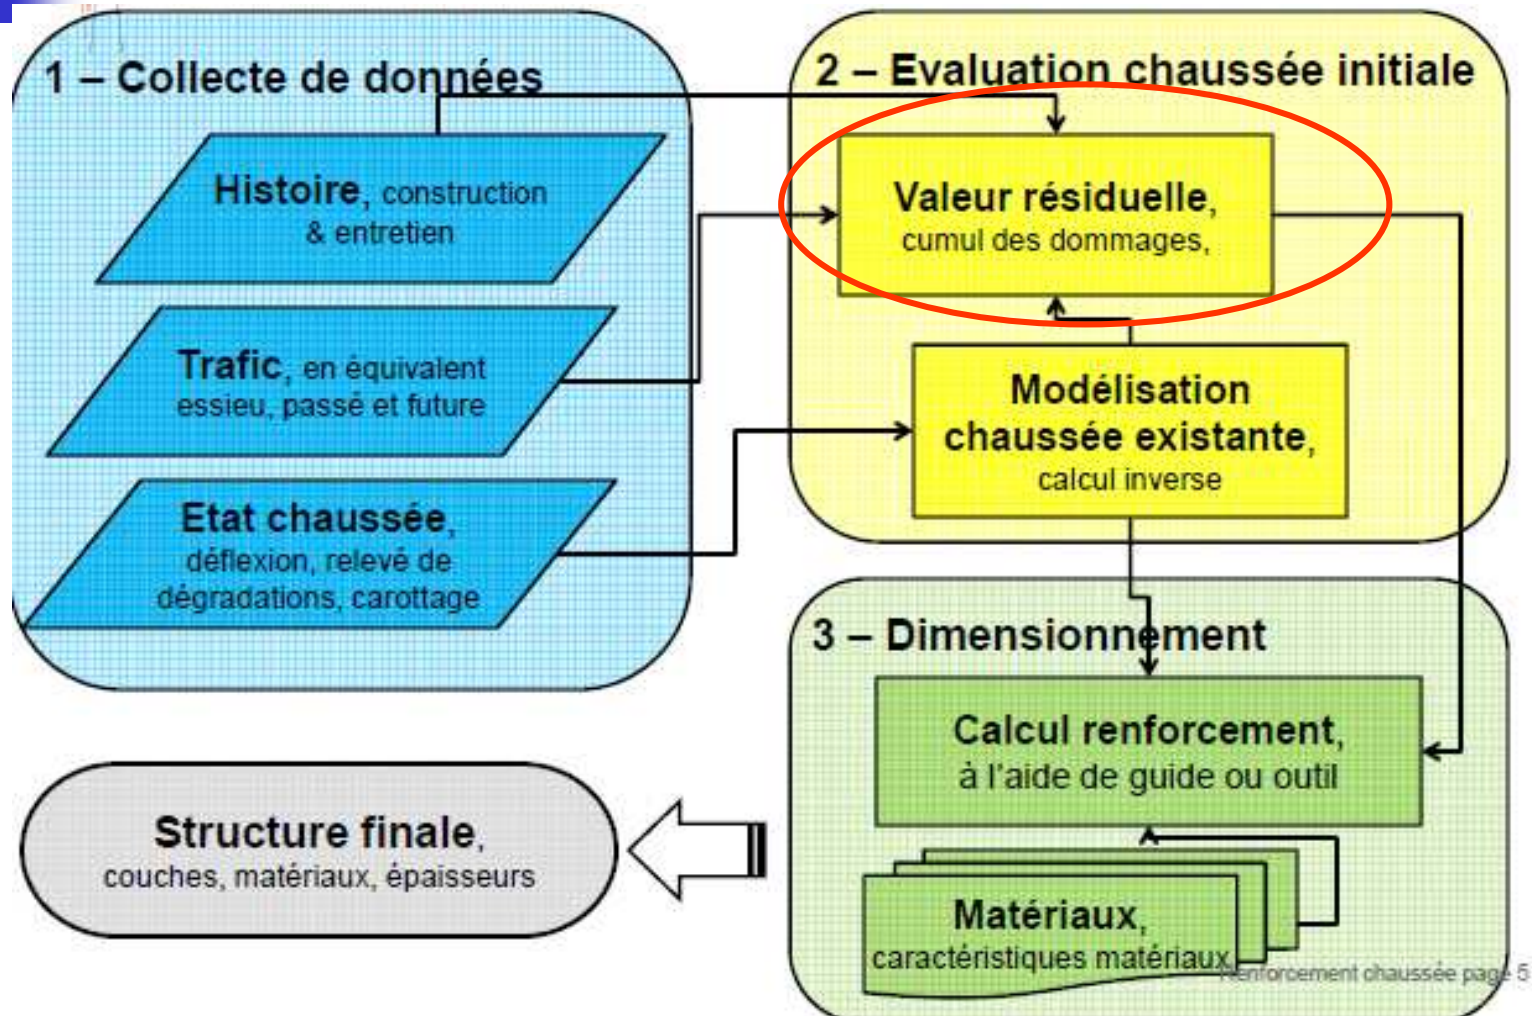 1 – Collecte de données
Histoire, construction
& entretien
Trafic, en équivalent
essieu, passé et future
Etat chaussée,
déflexion, relevé de
dégradations, carottage
2 – Evaluation chaussée initiale
Valeur résiduelle,
cumul des dommages,
Modélisation
chaussée existante,
calcul inverse
3 – Dimensionnement
Calcul renforcement,
à l'aide de guide ou outil
Matériaux,
caractéristiques matériaux
Renforcement chaussée page 5
Structure finale,
couches, matériaux, épaisseurs